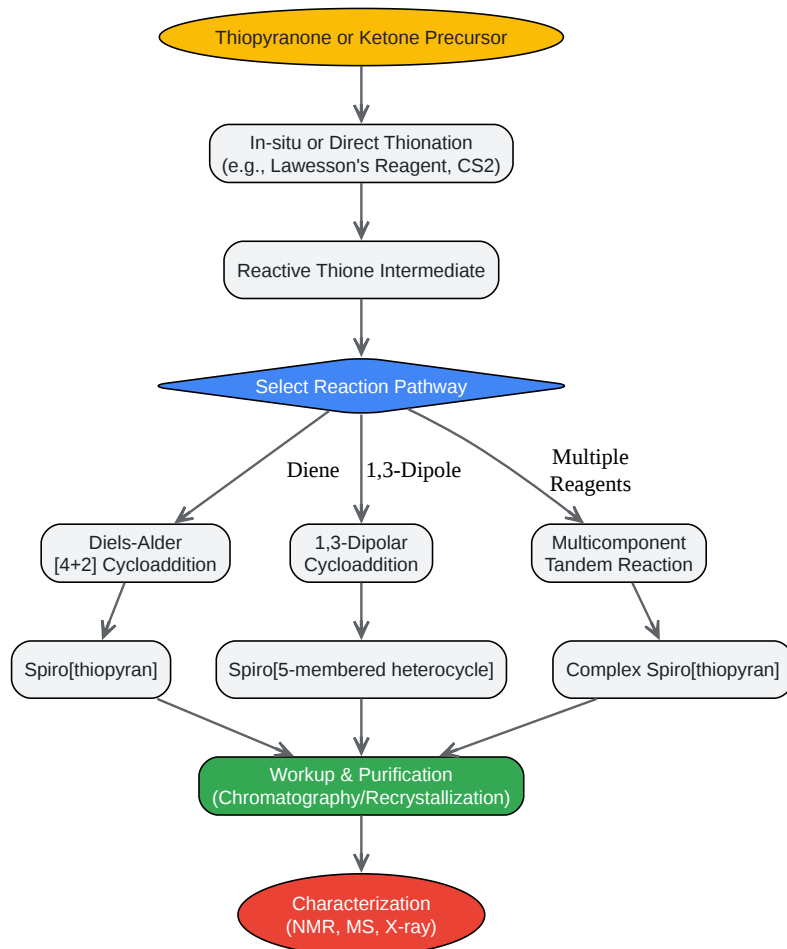 Thiopyranone or Ketone Precursor
In-situ or Direct Thionation
(e.g., Lawesson's Reagent, CS2)
Reactive Thione Intermediate
Select Reaction Pathway
Diene
1,3-Dipole
Multiple
Reagents
Diels-Alder
[4+2] Cycloaddition
1,3-Dipolar
Cycloaddition
Multicomponent
Tandem Reaction
Spiro[thiopyran]
Spiro[5-membered heterocycle]
Complex Spiro[thiopyran]
Workup & Purification
(Chromatography/Recrystallization)
Characterization
(NMR, MS, X-ray)